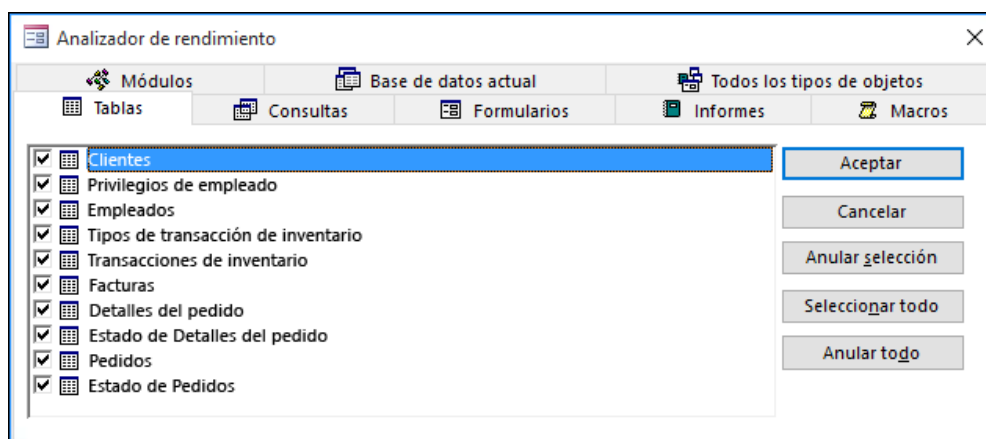 Analizador de rendimiento
Módulos Base de datos actual Todos los tipos de objetos
Tablas Consultas Formularios Informes Macros
Clientes
Privilegios de empleado
Empleados
Tipos de transacción de inventario
Transacciones de inventario
Facturas
Detalles del pedido
Estado de Detalles del pedido
Pedidos
Estado de Pedidos
Aceptar
Cancelar
Anular selección
Seleccionar todo
Anular todo